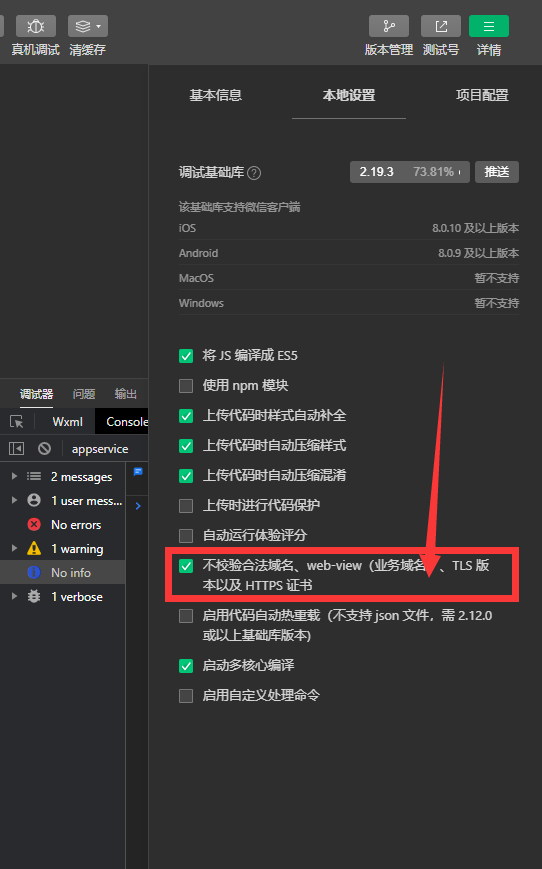 真机调试 清缓存 版本管理 测试号 详情
基本信息 本地设置 项目配置
调试基础库 ? 2.19.3 73.81% 推送
该基础库支持微信客户端
iOS 8.0.10 及以上版本
Android 8.0.9 及以上版本
MacOS 暂不支持
Windows 暂不支持
将 JS 编译成 ES5
使用 npm 模块
上传代码时样式自动补全
上传代码时自动压缩样式
上传代码时自动压缩混淆
上传时进行代码保护
自动运行体验评分
不校验合法域名、web-view（业务域名）、TLS 版
本以及 HTTPS 证书
启用代码自动热重载（不支持 json 文件，需 2.12.0
或以上基础库版本)
启动多核心编译
启用自定义处理命令
调试器 问题 输出
Wxml Console
appservice
2 messages
1 user mess...
No errors
1 warning
No info
1 verbose